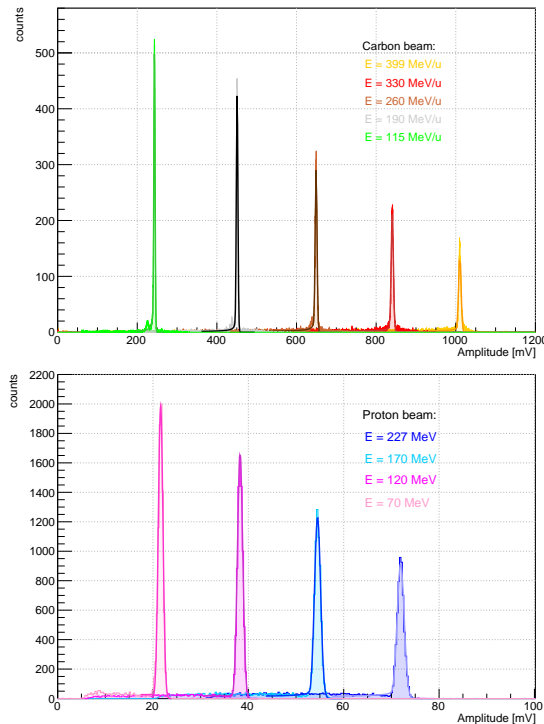 counts
500
400
300
200
100
0
Carbon beam:
E = 399 MeV/u
E = 330 MeV/u
E = 260 MeV/u
E = 190 MeV/u
E = 115 MeV/u
0 200 400 600 800 1000 1200
Amplitude [mV]
counts
2200
2000
1800
1600
1400
1200
1000
800
600
400
200
0
Proton beam:
E = 227 MeV
E = 170 MeV
E = 120 MeV
E = 70 MeV
0 20 40 60 80 100
Amplitude [mV]